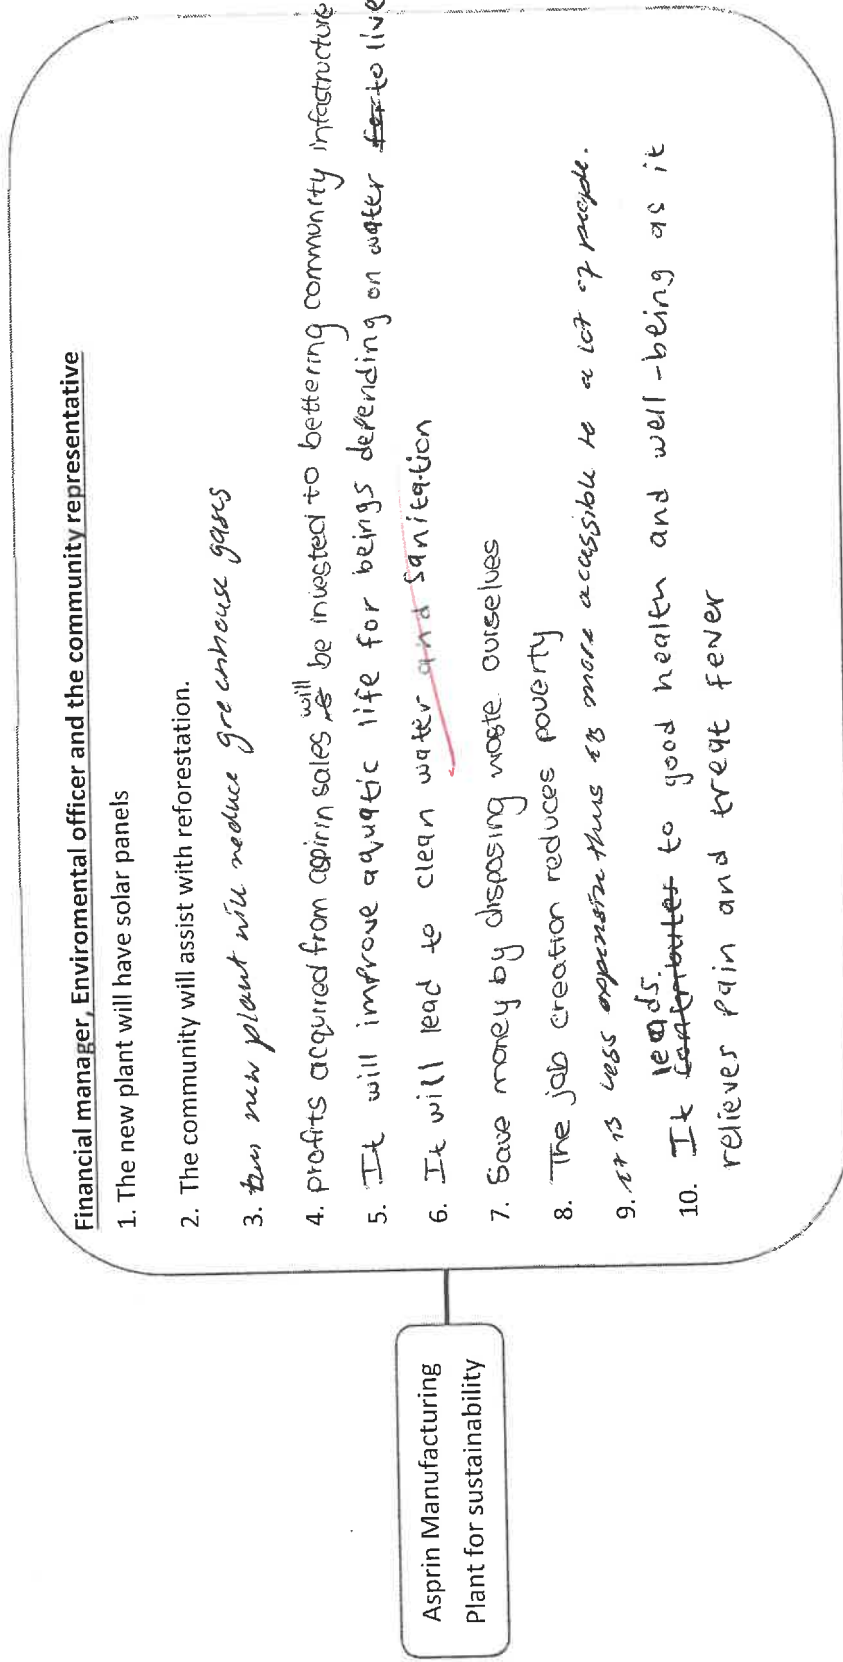 Financial manager, Enviromental officer and the community representative
1. The new plant will have solar panels
2. The community will assist with reforestation.
3. new plant will reduce greenhouse gases
4. profits acquired from aspirin sales will be invested to bettering community infastructure
5. It will improve aquatic life for beings depending on water to live
6. It will lead to clean water and sanitation
7. Save money by disposing waste ourselves
8. The job creation reduces poverty
9. it is less expensive thus is more accessible to a lot of people.
10. It leads to good health and well-being as it
relieves pain and treat fever
Asprin Manufacturing
Plant for sustainability